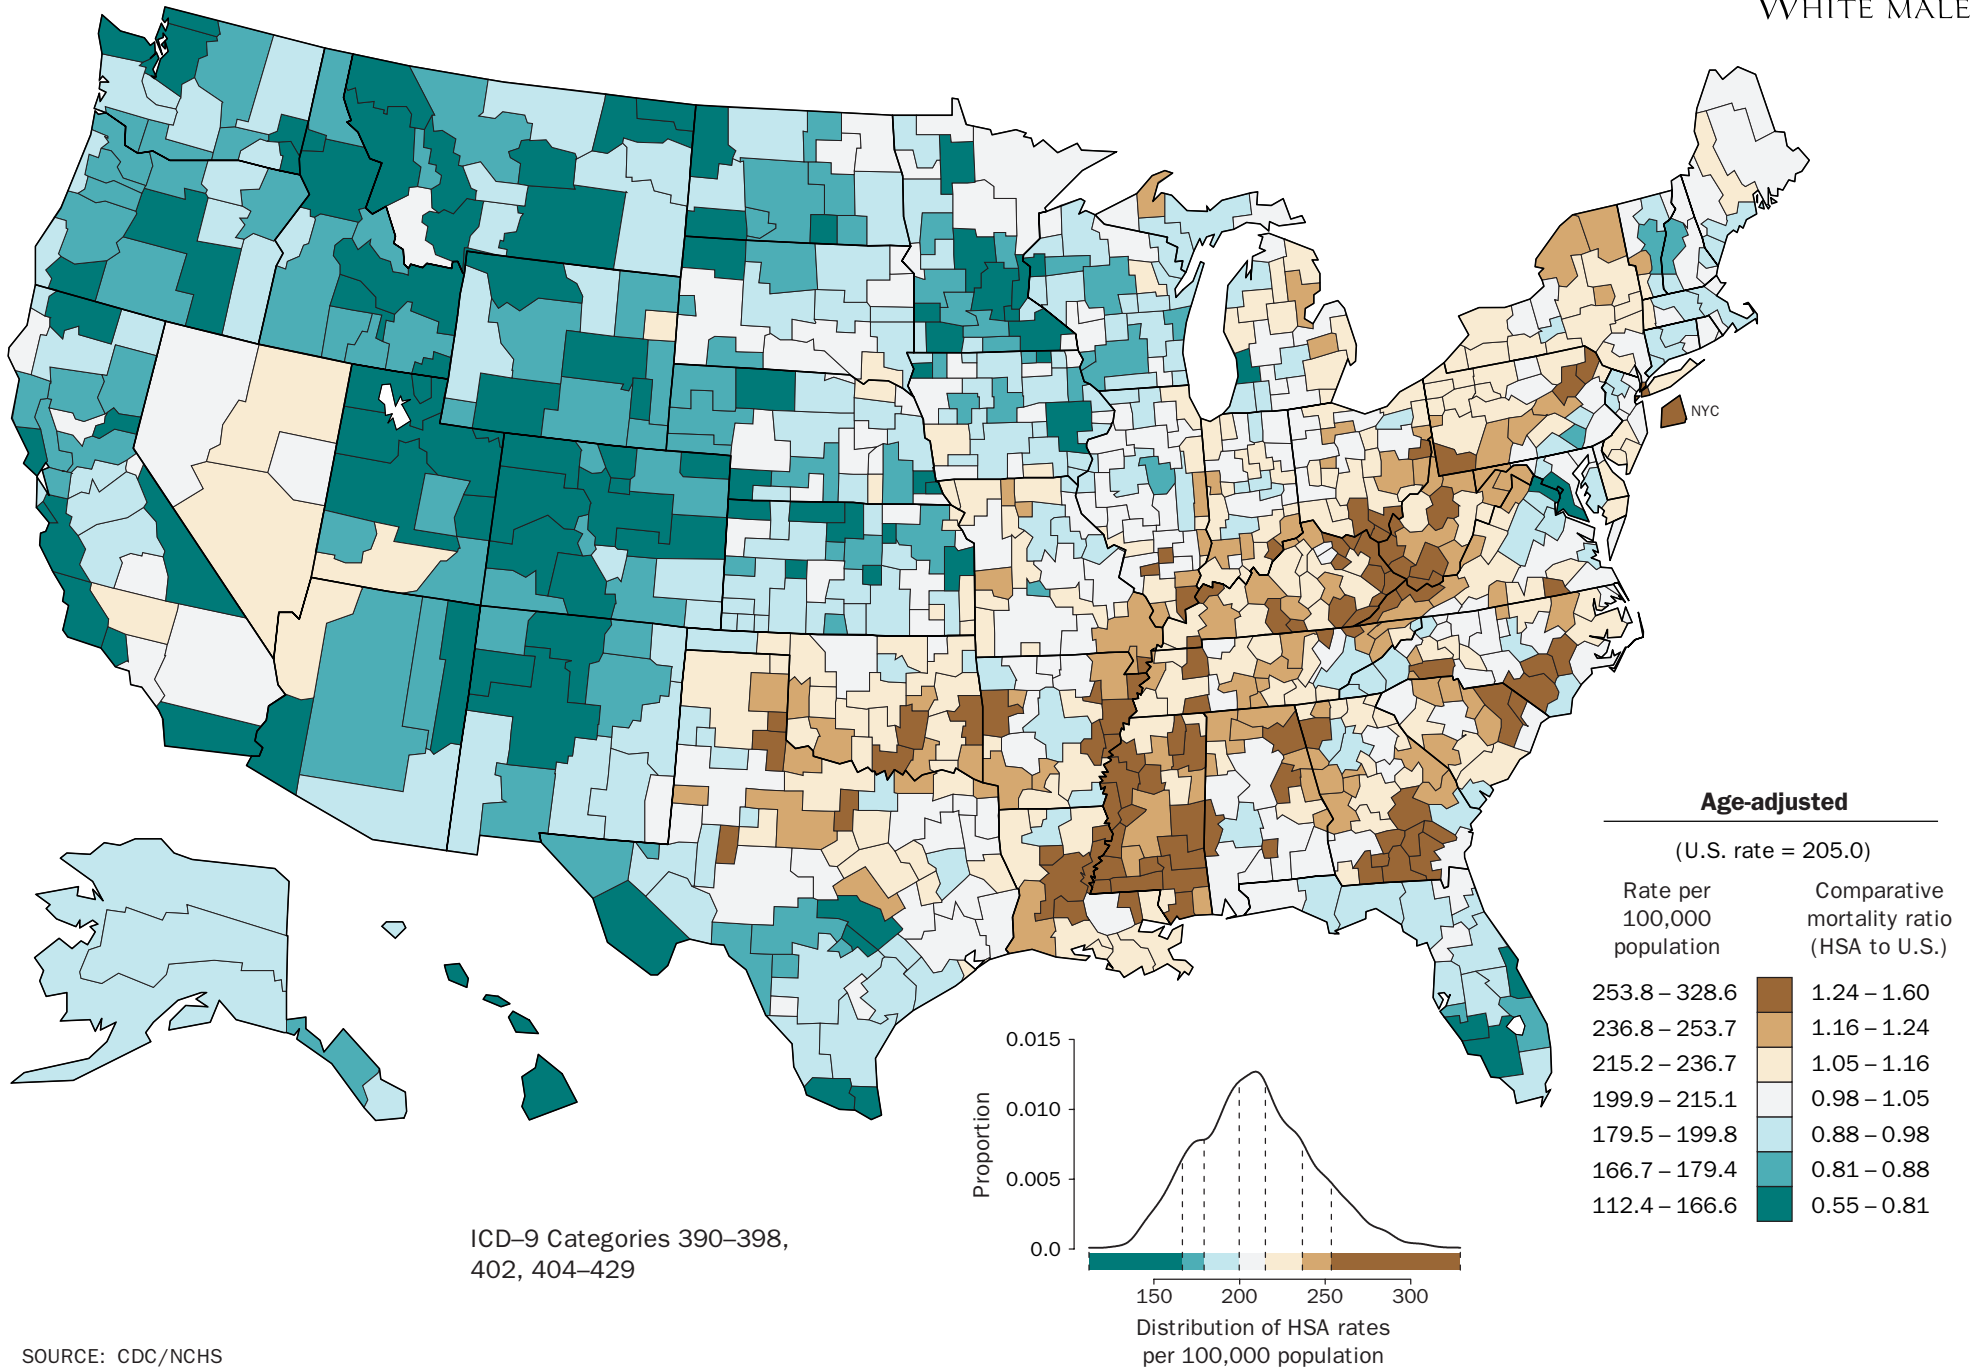 WHITE MALE
NYC
Age-adjusted
(U.S. rate = 205.0)
Rate per
100,000
population
Comparative
mortality ratio
(HSA to U.S.)
253.8 – 328.6 1.24 – 1.60
236.8 – 253.7 1.16 – 1.24
215.2 – 236.7 1.05 – 1.16
199.9 – 215.1 0.98 – 1.05
179.5 – 199.8 0.88 – 0.98
166.7 – 179.4 0.81 – 0.88
112.4 – 166.6 0.55 – 0.81
0.015
0.010
0.005
0.0
Proportion
150 200 250 300
Distribution of HSA rates
per 100,000 population
ICD–9 Categories 390–398,
402, 404–429
SOURCE: CDC/NCHS